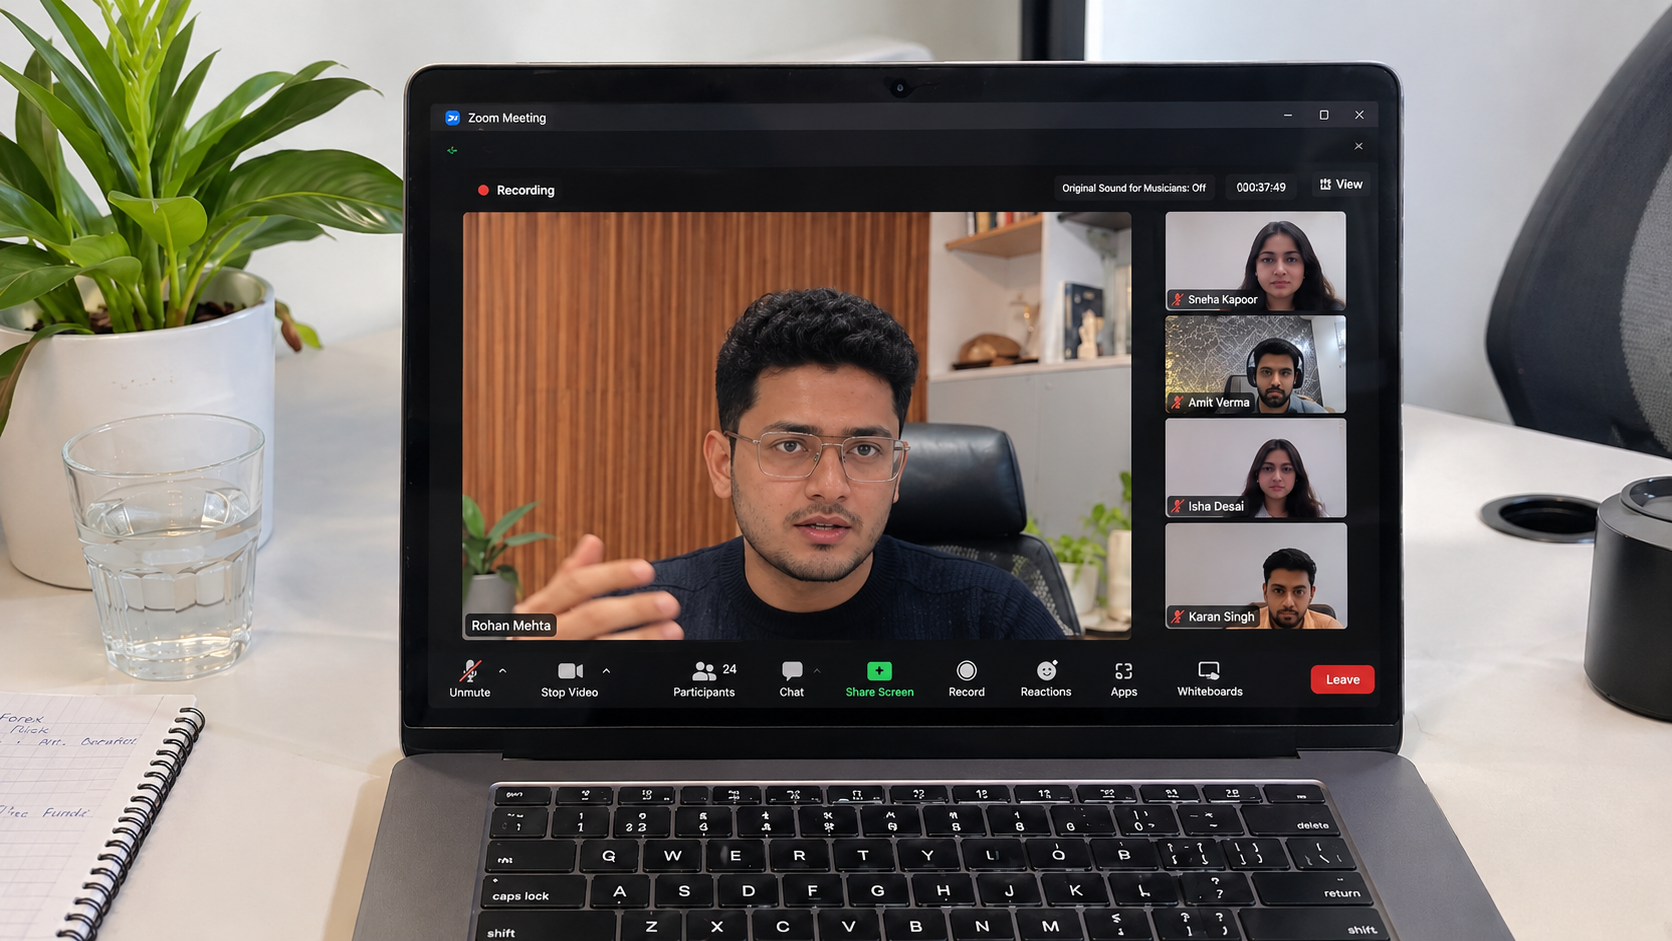 Zoom Meeting
Recording
Original Sound for Musicians: Off
000:37:49
View
Sneha Kapoor
Amit Verma
Isha Desai
Karan Singh
Rohan Mehta
Unmute
Stop Video
Participants 24
Chat
Share Screen
Record
Reactions
Apps
Whiteboards
Leave
Forex
delete
Q W E R T Y
caps lock A S D F G H J K L return
shift Z X C V B N M shift